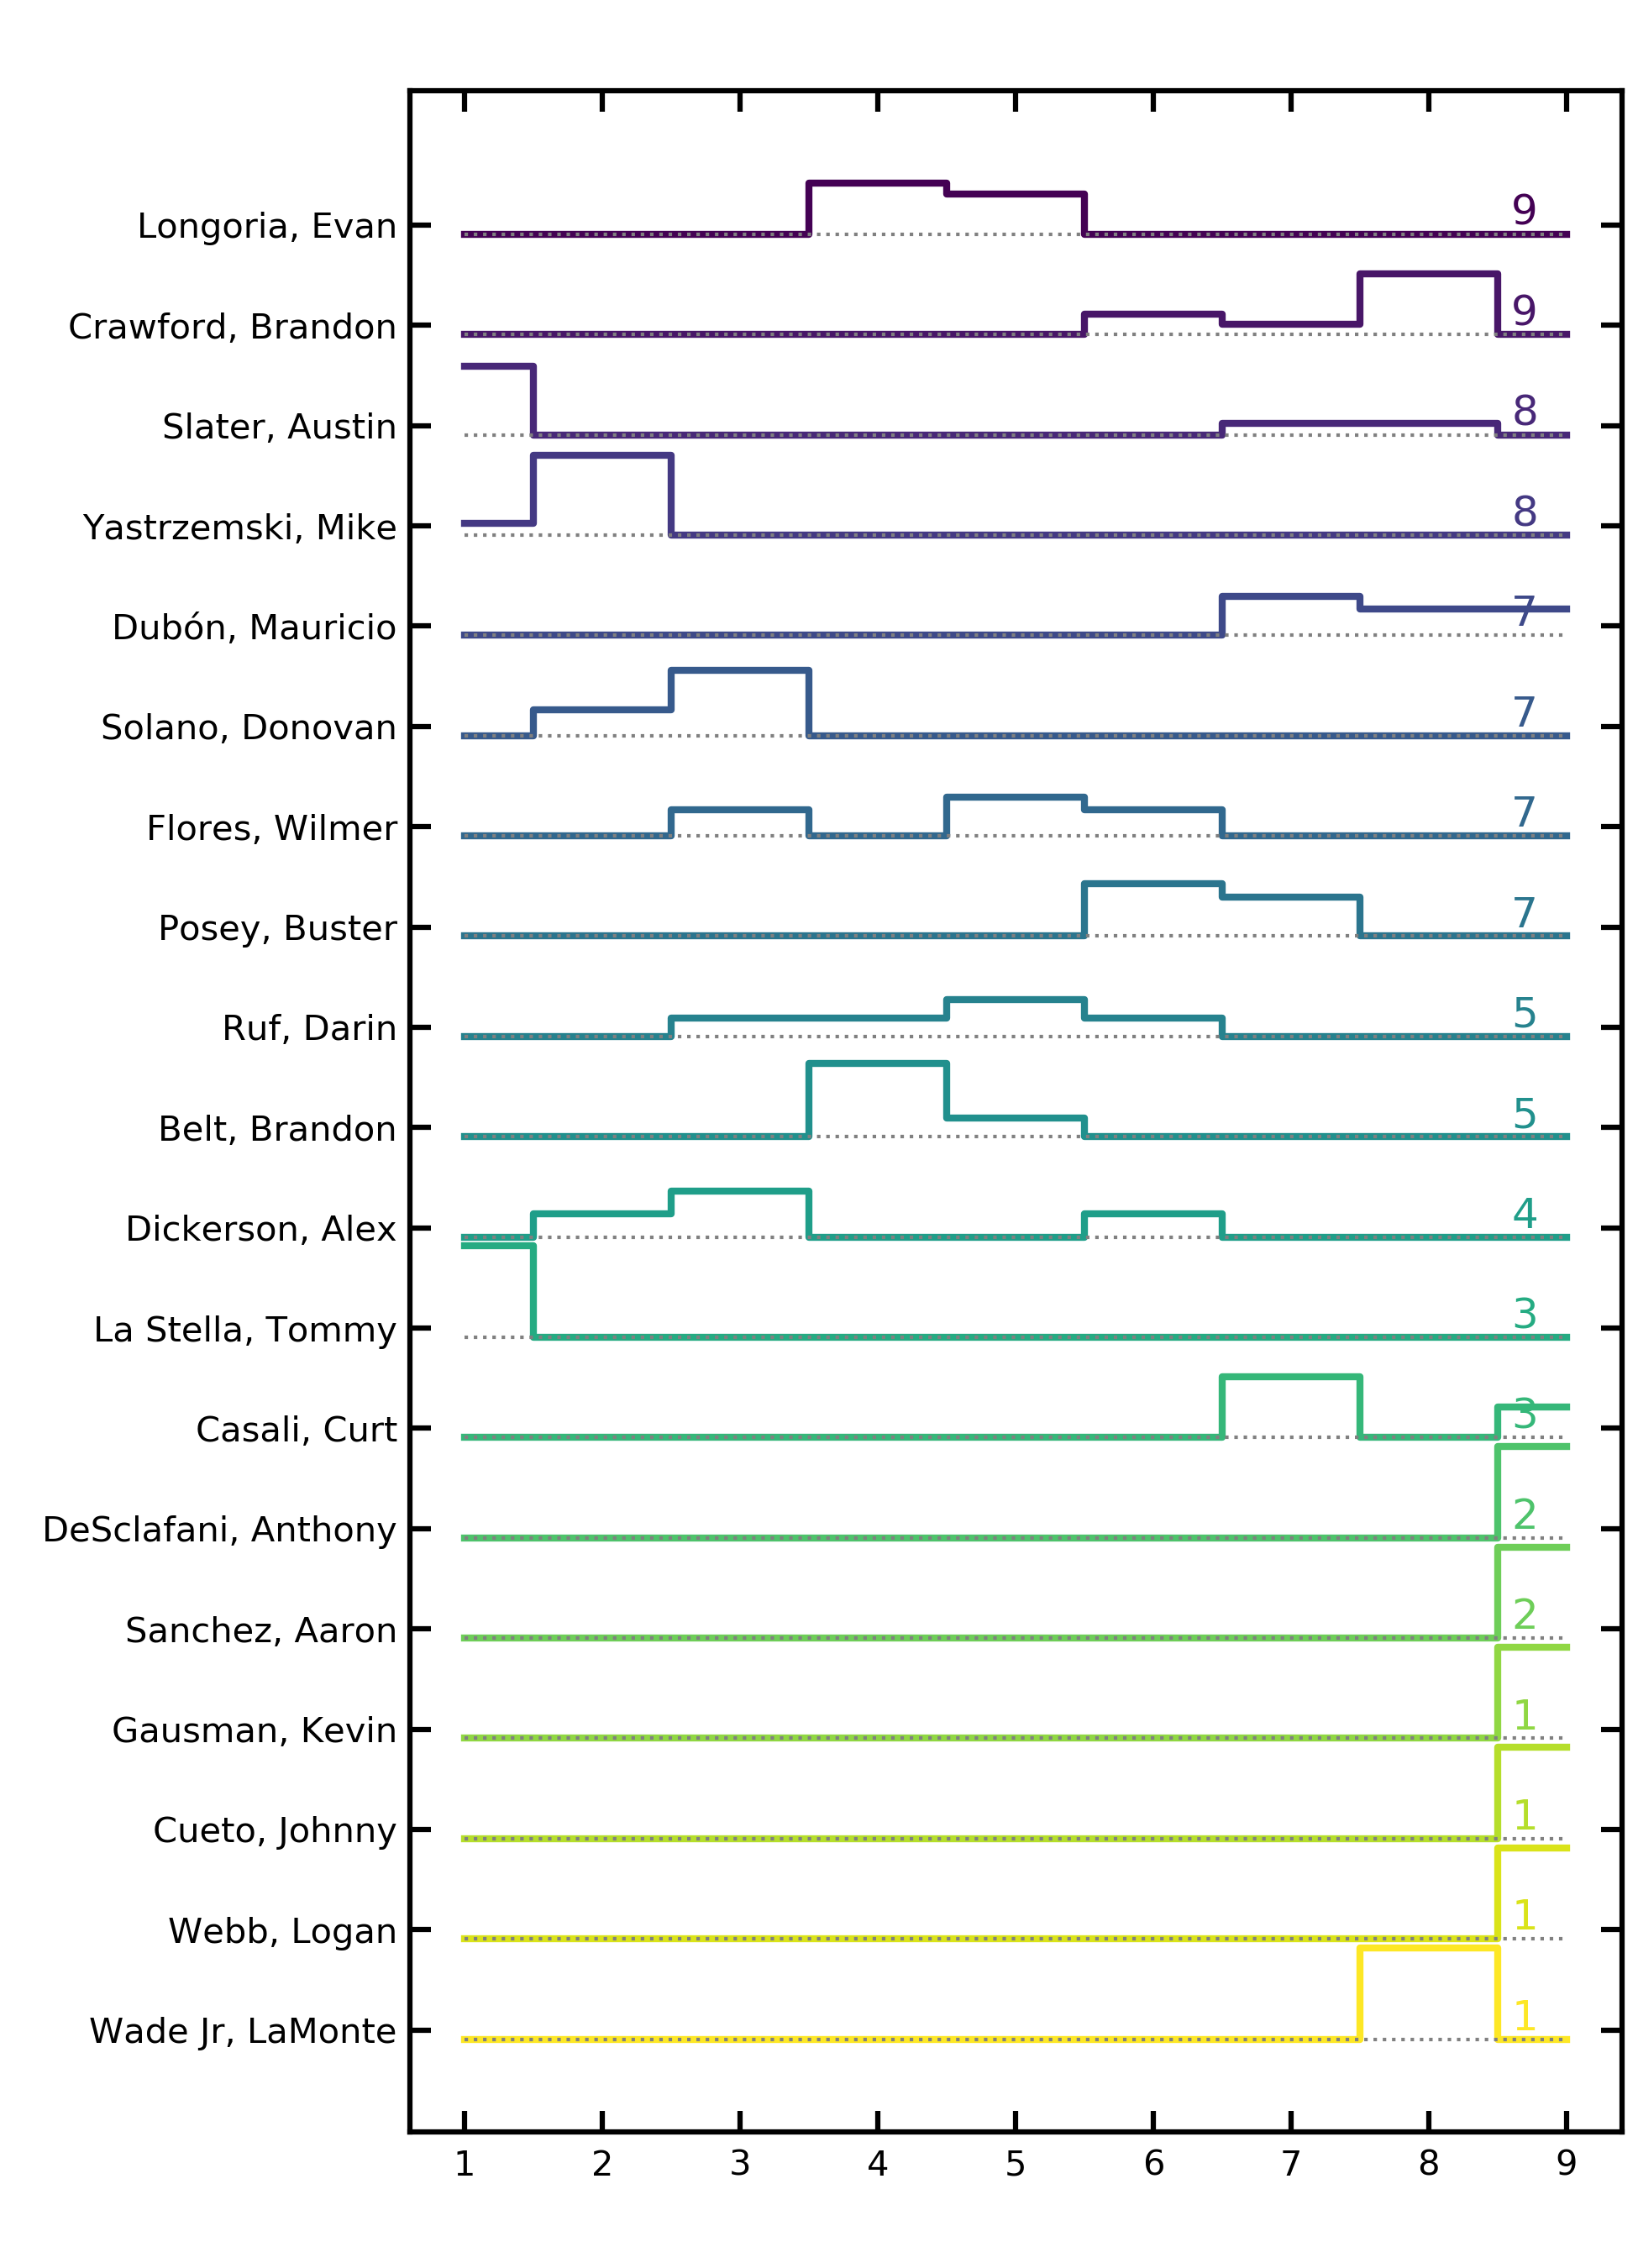 Longoria, Evan 9
Crawford, Brandon 9
Slater, Austin 8
Yastrzemski, Mike 8
Dubón, Mauricio 7
Solano, Donovan 7
Flores, Wilmer 7
Posey, Buster 7
Ruf, Darin 5
Belt, Brandon 5
Dickerson, Alex 4
La Stella, Tommy 3
Casali, Curt 3
DeSclafani, Anthony 2
Sanchez, Aaron 2
Gausman, Kevin 1
Cueto, Johnny 1
Webb, Logan 1
Wade Jr, LaMonte 1
1 2 3 4 5 6 7 8 9